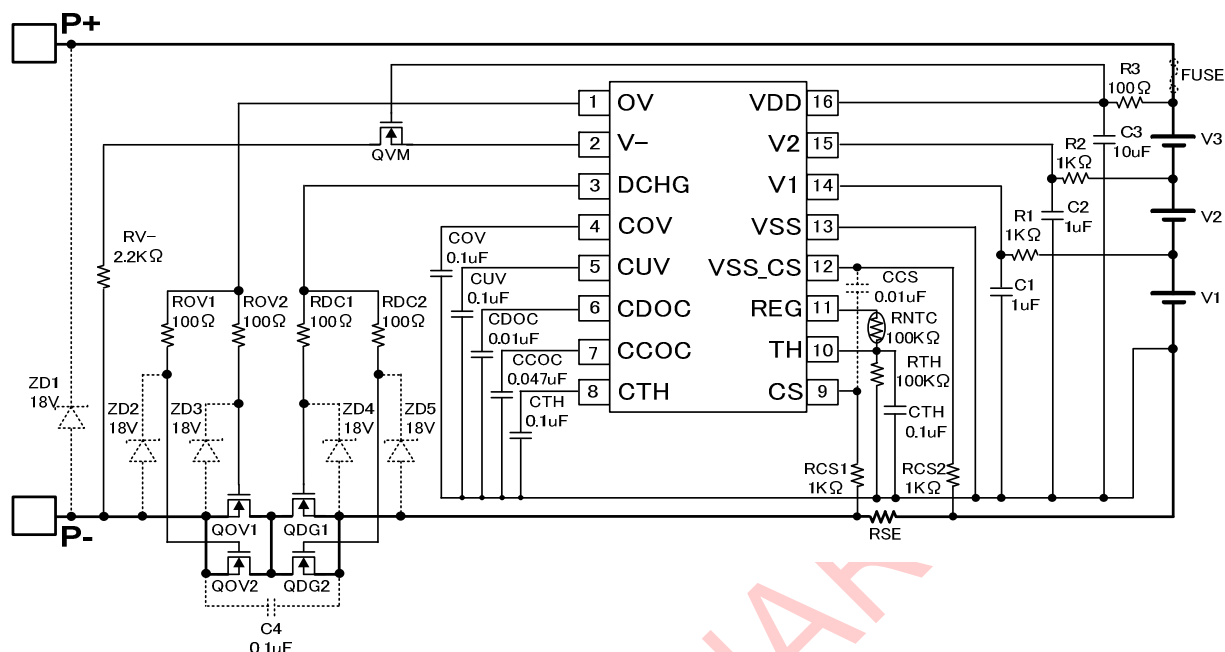 P+
FUSE
R3
100Ω
1
OV
VDD
16
V-
2
V2
15
QVM
R2
1KΩ
C3
10uF
V3
3
DCHG
V1
14
RV-
2.2KΩ
COV
0.1uF
4
COV
VSS
13
R1
1KΩ
C2
1uF
V2
CUV
0.1uF
5
CUV
VSS_CS
12
CCS
0.01uF
C1
1uF
V1
ROV1
100Ω
ROV2
100Ω
RDC1
100Ω
RDC2
100Ω
CDOC
0.01uF
6
CDOC
REG
11
RNTC
100KΩ
CCOC
0.047uF
7
CCOC
TH
10
RTH
100KΩ
ZD1
18V
ZD2
18V
ZD3
18V
ZD4
18V
ZD5
18V
CTH
0.1uF
8
CTH
CS
9
CTH
0.1uF
RCS1
1KΩ
RCS2
1KΩ
P-
QOV1
QDG1
RSE
QOV2
QDG2
C4
0.1uF